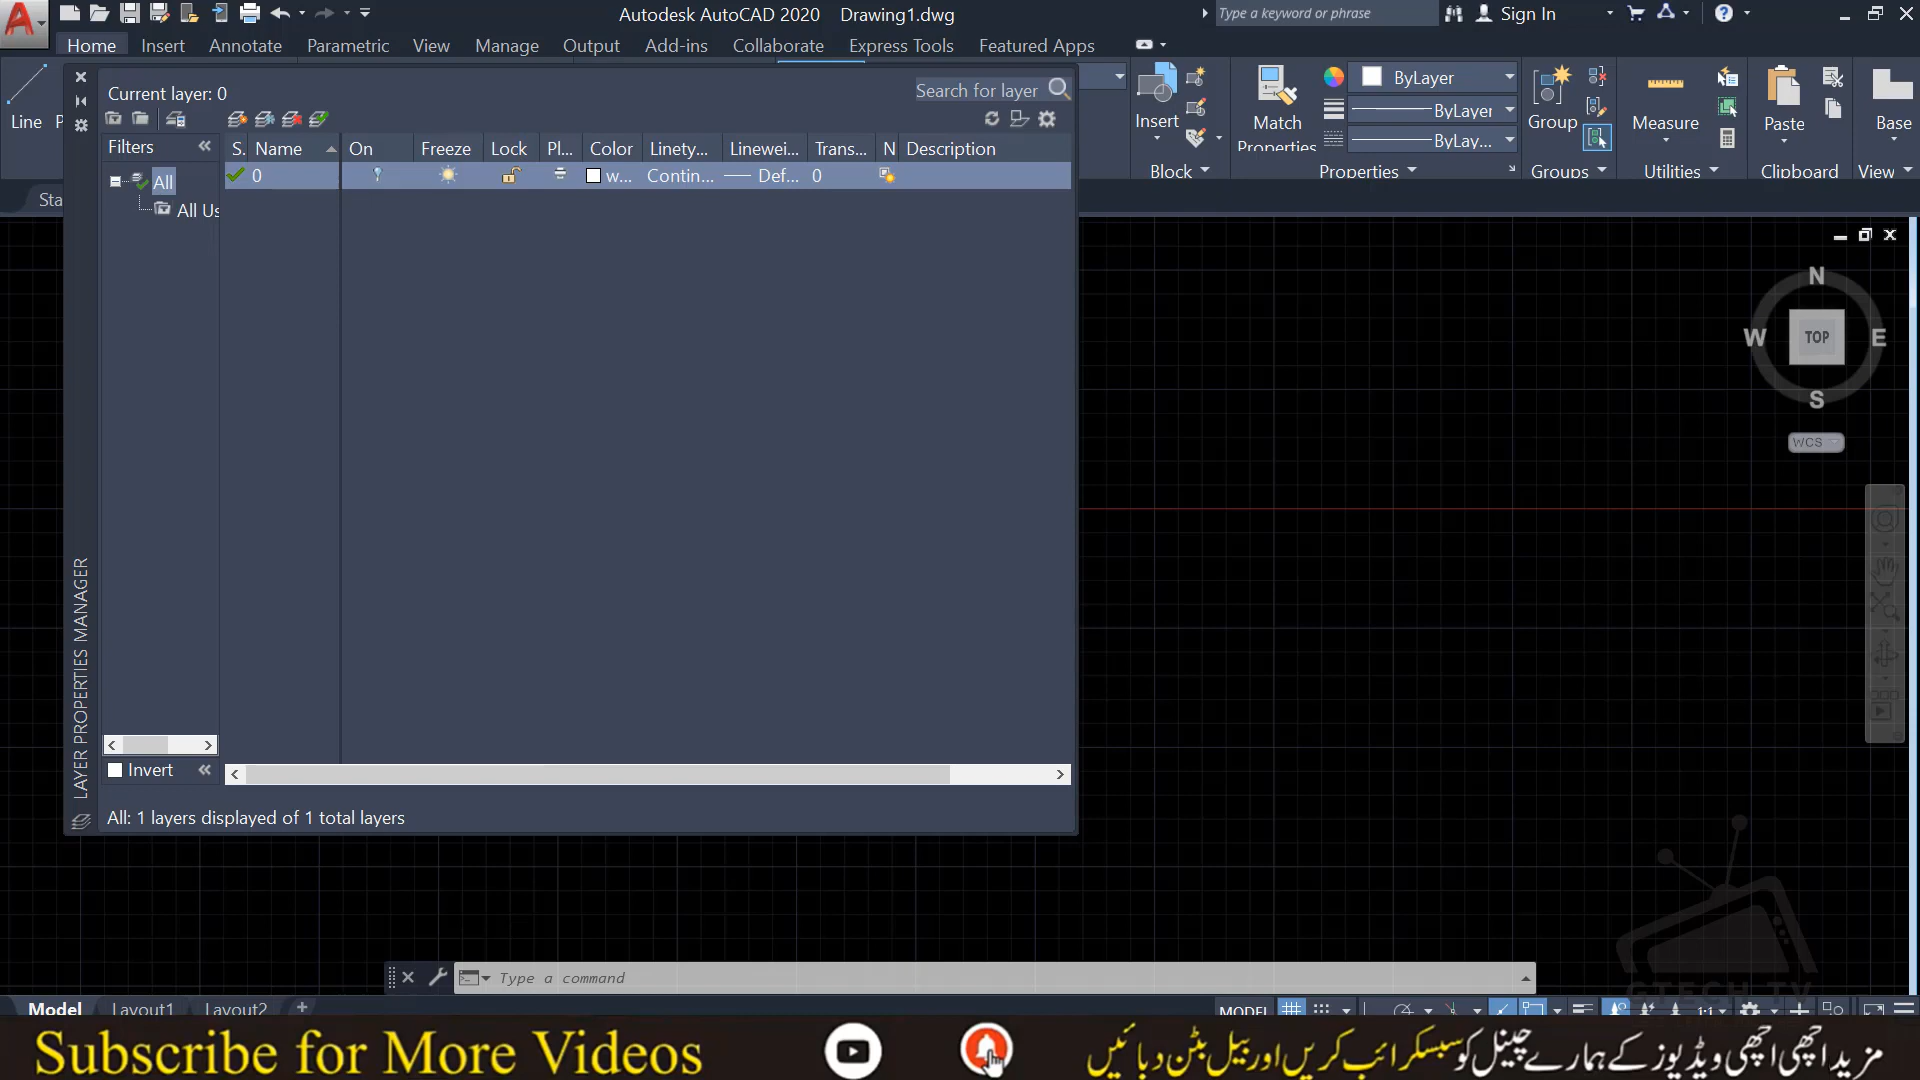 Autodesk AutoCAD 2020 Drawing1.dwg
Type a keyword or phrase
Sign In
Home Insert Annotate Parametric View Manage Output Add-ins Collaborate Express Tools Featured Apps
Line P
Current layer: 0
Search for layer
Filters
S. Name On Freeze Lock Pl... Color Linety... Linewei... Trans... N Description
0 w... Contin... Def... 0
All
All Us
Invert
All: 1 layers displayed of 1 total layers
LAYER PROPERTIES MANAGER
Insert
Block
Match
Properties
ByLayer
ByLayer
ByLay...
Properties
Group
Groups
Measure
Utilities
Paste
Clipboard
Base
View
Sta
N
W TOP E
S
WCS
Type a command
Model Layout1 Layout2
MODEL
1:1
GTECH TV
Subscribe for More Videos
مزید اچھی اچھی ویڈیوز کے ہمارے چینل کو سبسکرائب کریں اور بیل بٹن دبائیں